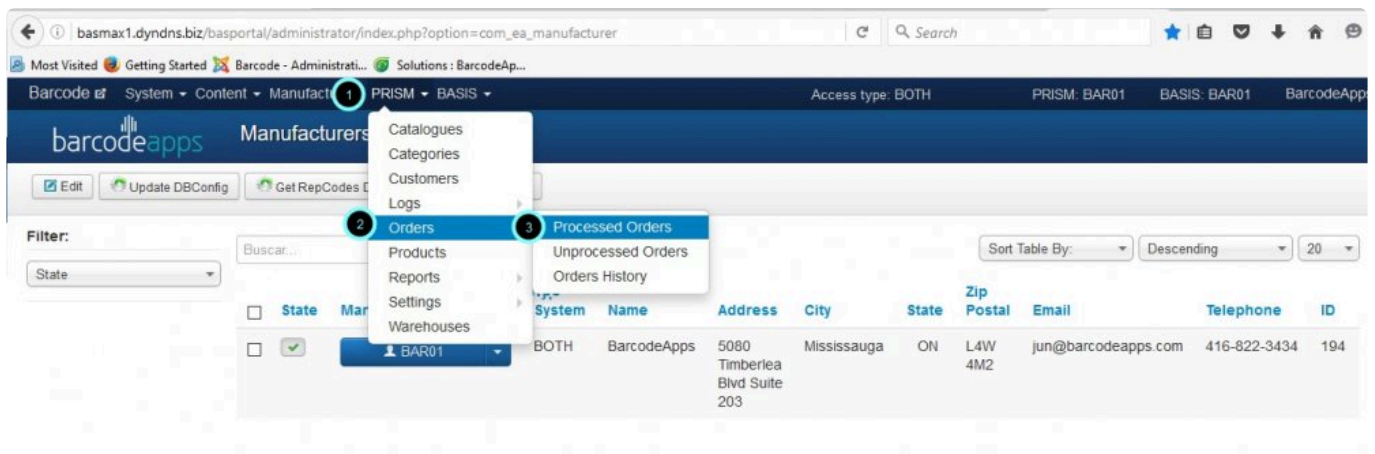 basmax1.dyndns.biz/basportal/administrator/index.php?option=com_ea_manufacturer Search
Most Visited Getting Started Barcode - Administrati... Solutions : BarcodeAp...
Barcode System Content Manufact 1 PRISM BASIS Access type: BOTH PRISM: BAR01 BASIS: BAR01 BarcodeApps
barcodeapps Manufacturers
Catalogues
Categories
Customers
Logs
2 Orders
Products
Reports
Settings
Warehouses
3 Processed Orders
Unprocessed Orders
Orders History
Edit Update DBConfig Get RepCodes D
Filter:
State
Buscar... Sort Table By: Descending 20
State Mar System Name Address City State Zip Postal Email Telephone ID
BAR01 BOTH BarcodeApps 5080 Timberlea Blvd Suite 203 Mississauga ON L4W 4M2 jun@barcodeapps.com 416-822-3434 194